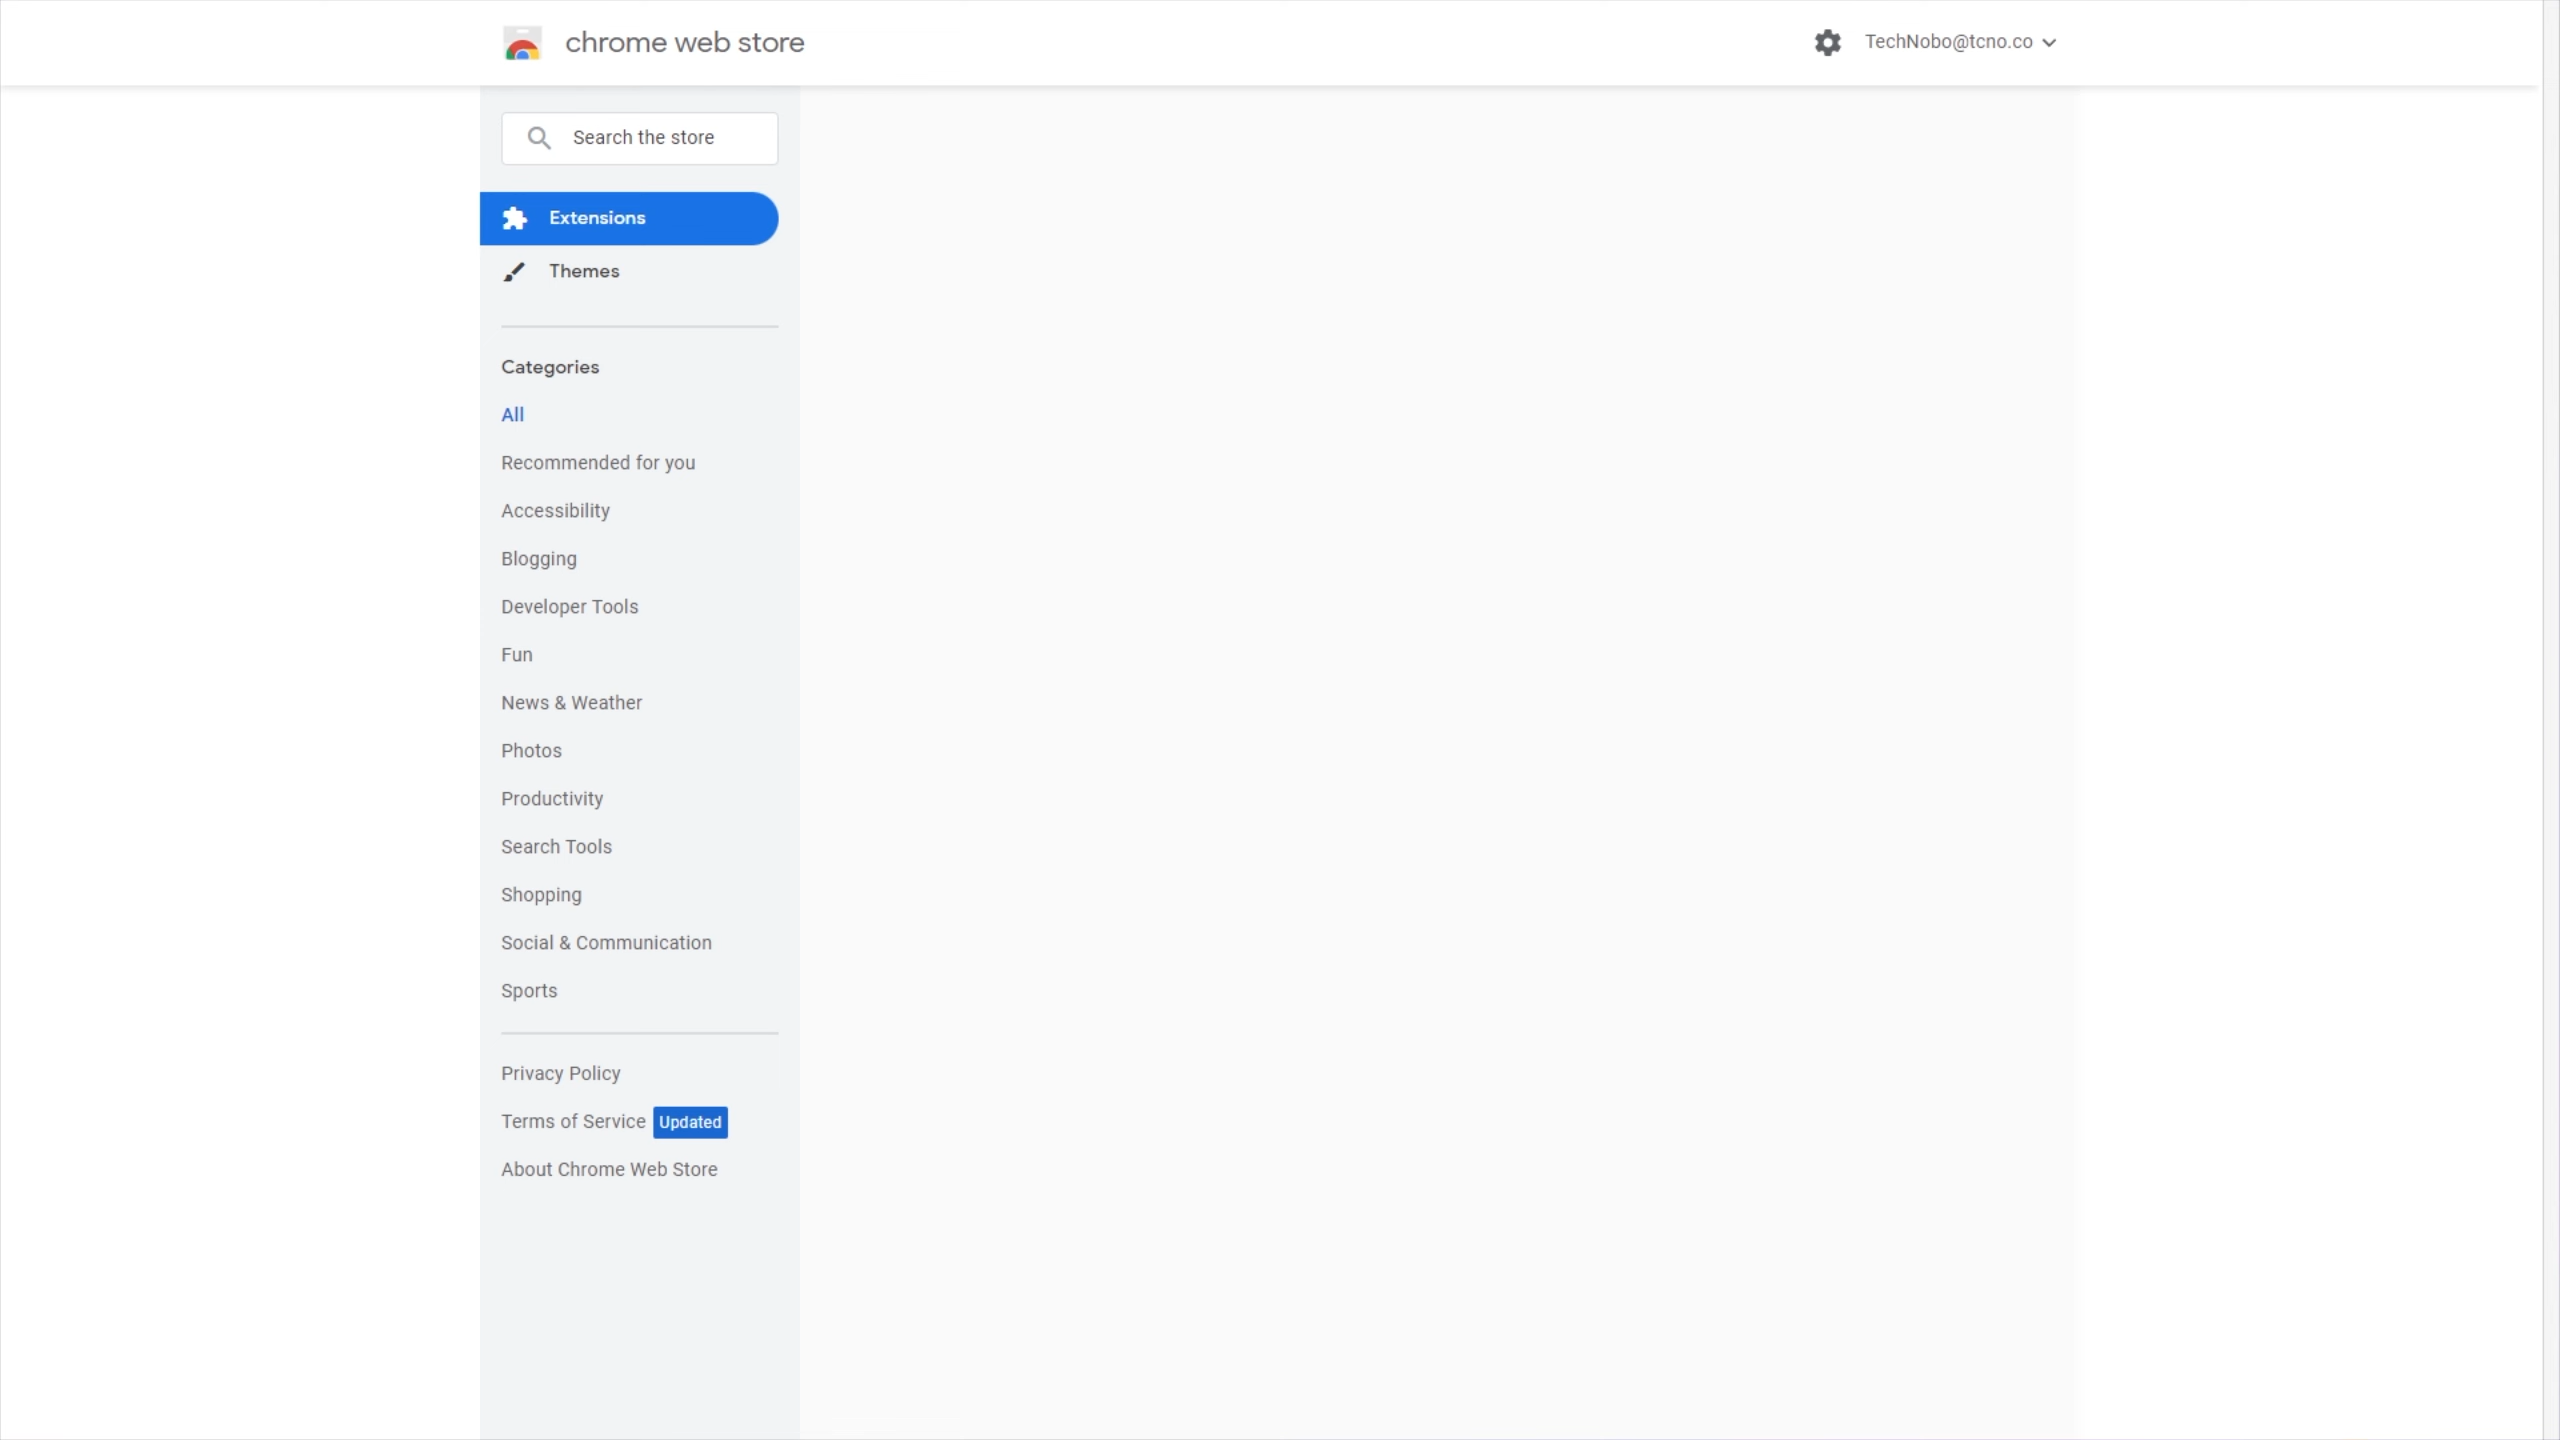 chrome web store
TechNobo@tcno.co
Search the store
Extensions
Themes
Categories
All
Recommended for you
Accessibility
Blogging
Developer Tools
Fun
News & Weather
Photos
Productivity
Search Tools
Shopping
Social & Communication
Sports
Privacy Policy
Terms of Service Updated
About Chrome Web Store